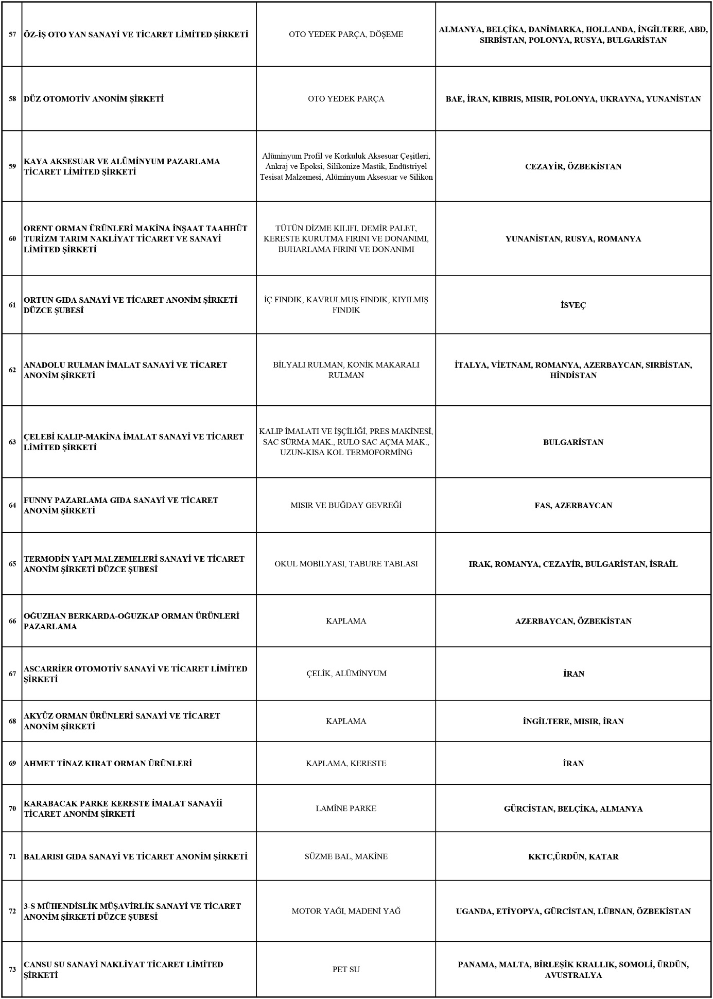 57
ÖZ-İŞ OTO YAN SANAYİ VE TİCARET LİMİTED ŞİRKETİ
OTO YEDEK PARÇA, DÖŞEME
ALMANYA, BELÇİKA, DANİMARKA, HOLLANDA, İNGİLTERE, ABD,
SIRBİSTAN, POLONYA, RUSYA, BULGARİSTAN
58
DÜZ OTOMOTİV ANONİM ŞİRKETİ
OTO YEDEK PARÇA
BAE, İRAN, KIBRIS, MISIR, POLONYA, UKRAYNA, YUNANİSTAN
59
KAYA AKSESUAR VE ALÜMİNYUM PAZARLAMA
TİCARET LİMİTED ŞİRKETİ
Alüminyum Profil ve Korkuluk Aksesuar Çeşitleri,
Ankraj ve Epoksi, Silikonize Mastik, Endüstriyel
Tesisat Malzemesi, Alüminyum Aksesuar ve Silikon
CEZAYİR, ÖZBEKİSTAN
60
ORENT ORMAN ÜRÜNLERİ MAKİNA İNŞAAT TAAHHÜT
TURİZM TARIM NAKLİYAT TİCARET VE SANAYİ
LİMİTED ŞİRKETİ
TÜTÜN DİZME KILIFI, DEMİR PALET,
KERESTE KURUTMA FIRINI VE DONANIMI,
BUHARLAMA FIRINI VE DONANIMI
YUNANİSTAN, RUSYA, ROMANYA
61
ORTUN GIDA SANAYİ VE TİCARET ANONİM ŞİRKETİ
DÜZCE ŞUBESİ
İÇ FINDIK, KAVRULMUŞ FINDIK, KIYILMIŞ
FINDIK
İSVEÇ
62
ANADOLU RULMAN İMALAT SANAYİ VE TİCARET
ANONİM ŞİRKETİ
BİLYALI RULMAN, KONİK MAKARALI
RULMAN
İTALYA, VİETNAM, ROMANYA, AZERBAYCAN, SIRBİSTAN,
HİNDİSTAN
63
ÇELEBİ KALIP-MAKİNA İMALAT SANAYİ VE TİCARET
LİMİTED ŞİRKETİ
KALIP İMALATI VE İŞÇİLİĞİ, PRES MAKİNESİ,
SAC SÜRMA MAK., RULO SAC AÇMA MAK.,
UZUN-KISA KOL TERMOFORMİNG
BULGARİSTAN
64
FUNNY PAZARLAMA GIDA SANAYİ VE TİCARET
ANONİM ŞİRKETİ
MISIR VE BUĞDAY GEVREĞİ
FAS, AZERBAYCAN
65
TERMODİN YAPI MALZEMELERİ SANAYİ VE TİCARET
ANONİM ŞİRKETİ DÜZCE ŞUBESİ
OKUL MOBİLYASI, TABURE TABLASI
IRAK, ROMANYA, CEZAYİR, BULGARİSTAN, İSRAİL
66
OĞUZHAN BERKARDA-OĞUZKAP ORMAN ÜRÜNLERİ
PAZARLAMA
KAPLAMA
AZERBAYCAN, ÖZBEKİSTAN
67
ASCARRİER OTOMOTİV SANAYİ VE TİCARET LİMİTED
ŞİRKETİ
ÇELİK, ALÜMİNYUM
İRAN
68
AKYÜZ ORMAN ÜRÜNLERİ SANAYİ VE TİCARET
ANONİM ŞİRKETİ
KAPLAMA
İNGİLTERE, MISIR, İRAN
69
AHMET TİNAZ KIRAT ORMAN ÜRÜNLERİ
KAPLAMA, KERESTE
İRAN
70
KARABACAK PARKE KERESTE İMALAT SANAYİİ
TİCARET ANONİM ŞİRKETİ
LAMİNE PARKE
GÜRCİSTAN, BELÇİKA, ALMANYA
71
BALARISI GIDA SANAYİ VE TİCARET ANONİM ŞİRKETİ
SÜZME BAL, MAKİNE
KKTC,ÜRDÜN, KATAR
72
3-S MÜHENDİSLİK MÜŞAVİRLİK SANAYİ VE TİCARET
ANONİM ŞİRKETİ DÜZCE ŞUBESİ
MOTOR YAĞI, MADENİ YAĞ
UGANDA, ETİYOPYA, GÜRCİSTAN, LÜBNAN, ÖZBEKİSTAN
73
CANSU SU SANAYİ NAKLİYAT TİCARET LİMİTED
ŞİRKETİ
PET SU
PANAMA, MALTA, BİRLEŞİK KRALLIK, SOMOLİ, ÜRDÜN,
AVUSTRALYA